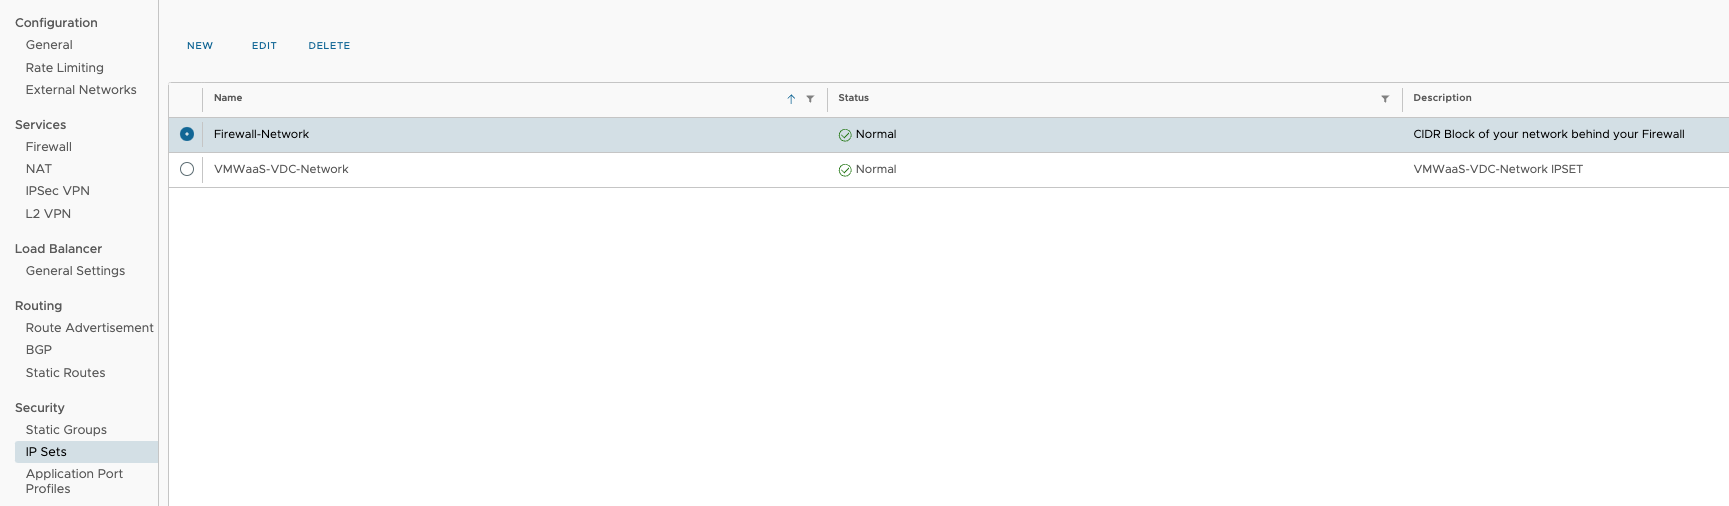 Configuration
General
Rate Limiting
External Networks
Services
Firewall
NAT
IPSec VPN
L2 VPN
Load Balancer
General Settings
Routing
Route Advertisement
BGP
Static Routes
Security
Static Groups
IP Sets
Application Port
Profiles
NEW EDIT DELETE
Name Status Description
Firewall-Network Normal CIDR Block of your network behind your Firewall
VMWaaS-VDC-Network Normal VMWaaS-VDC-Network IPSET